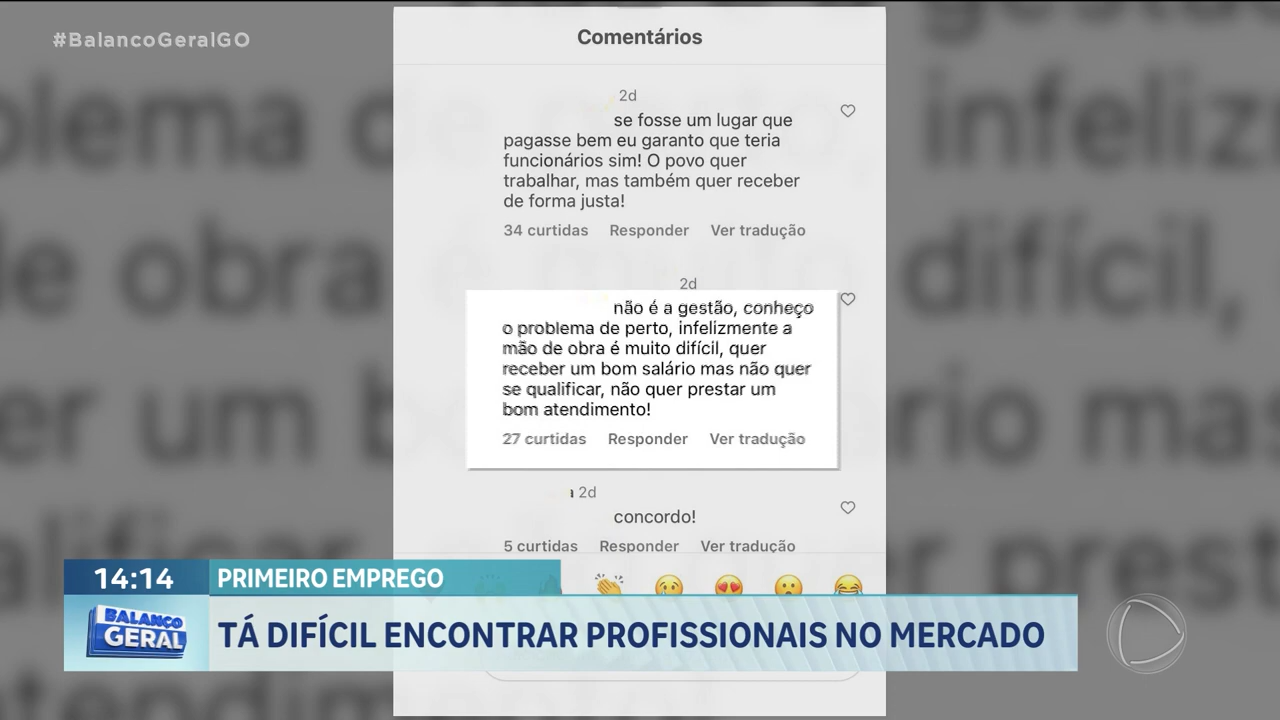 #BalancoGeralGO
Comentários
2d
se fosse um lugar que
pagasse bem eu garanto que teria
funcionários sim! O povo quer
trabalhar, mas também quer receber
de forma justa!
34 curtidas Responder Ver tradução
2d
não é a gestão, conheço
o problema de perto, infelizmente a
mão de obra é muito difícil, quer
receber um bom salário mas não quer
se qualificar, não quer prestar um
bom atendimento!
27 curtidas Responder Ver tradução
2d
concordo!
5 curtidas Responder Ver tradução
14:14 PRIMEIRO EMPREGO
BALANCO
GERAL
TÁ DIFÍCIL ENCONTRAR PROFISSIONAIS NO MERCADO